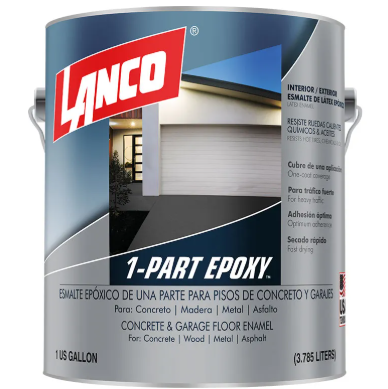 LANCO
INTERIOR / EXTERIOR
ESMALTE DE LÁTEX EPÓXICO
LATEX ENAMEL
RESISTE RUEDAS CALIENTES,
QUÍMICOS & ACEITES
Cubre de una aplicación
One-coat coverage
Para tráfico fuerte
For heavy traffic
Adhesión óptima
Optimum adherence
Secado rápido
Fast drying
1-PART EPOXY™
ESMALTE EPÓXICO DE UNA PARTE PARA PISOS DE CONCRETO Y GARAJES
Para: Concreto | Madera | Metal | Asfalto
CONCRETE & GARAGE FLOOR ENAMEL
For: Concrete | Wood | Metal | Asphalt
1 US GALLON
(3.785 LITERS)